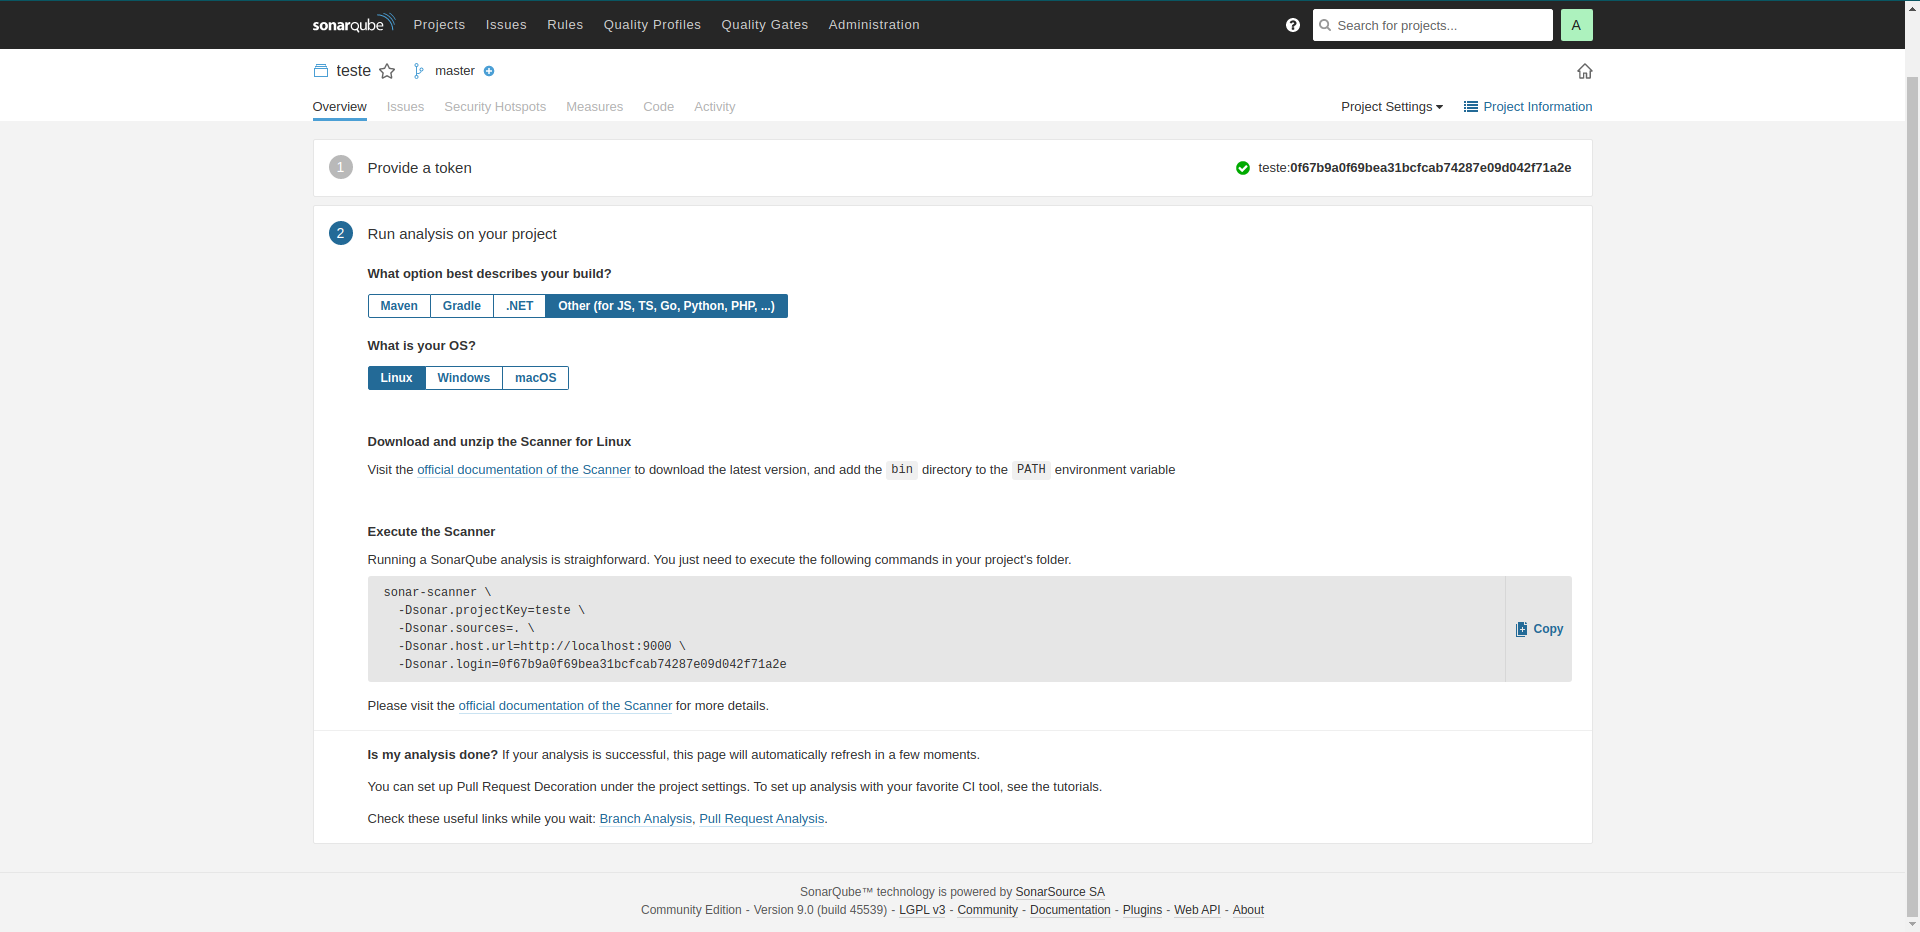 sonarqube Projects Issues Rules Quality Profiles Quality Gates Administration ? Search for projects... A
teste master
Overview Issues Security Hotspots Measures Code Activity Project Settings Project Information
1 Provide a token teste:0f67b9a0f69bea31bcfcab74287e09d042f71a2e
2 Run analysis on your project
What option best describes your build?
Maven Gradle .NET Other (for JS, TS, Go, Python, PHP, ...)
What is your OS?
Linux Windows macOS
Download and unzip the Scanner for Linux
Visit the official documentation of the Scanner to download the latest version, and add the bin directory to the PATH environment variable
Execute the Scanner
Running a SonarQube analysis is straighforward. You just need to execute the following commands in your project's folder.
sonar-scanner \
-Dsonar.projectKey=teste \
-Dsonar.sources=. \
-Dsonar.host.url=http://localhost:9000 \
-Dsonar.login=0f67b9a0f69bea31bcfcab74287e09d042f71a2e
Copy
Please visit the official documentation of the Scanner for more details.
Is my analysis done? If your analysis is successful, this page will automatically refresh in a few moments.
You can set up Pull Request Decoration under the project settings. To set up analysis with your favorite CI tool, see the tutorials.
Check these useful links while you wait: Branch Analysis, Pull Request Analysis.
SonarQube™ technology is powered by SonarSource SA
Community Edition - Version 9.0 (build 45539) - LGPL v3 - Community - Documentation - Plugins - Web API - About